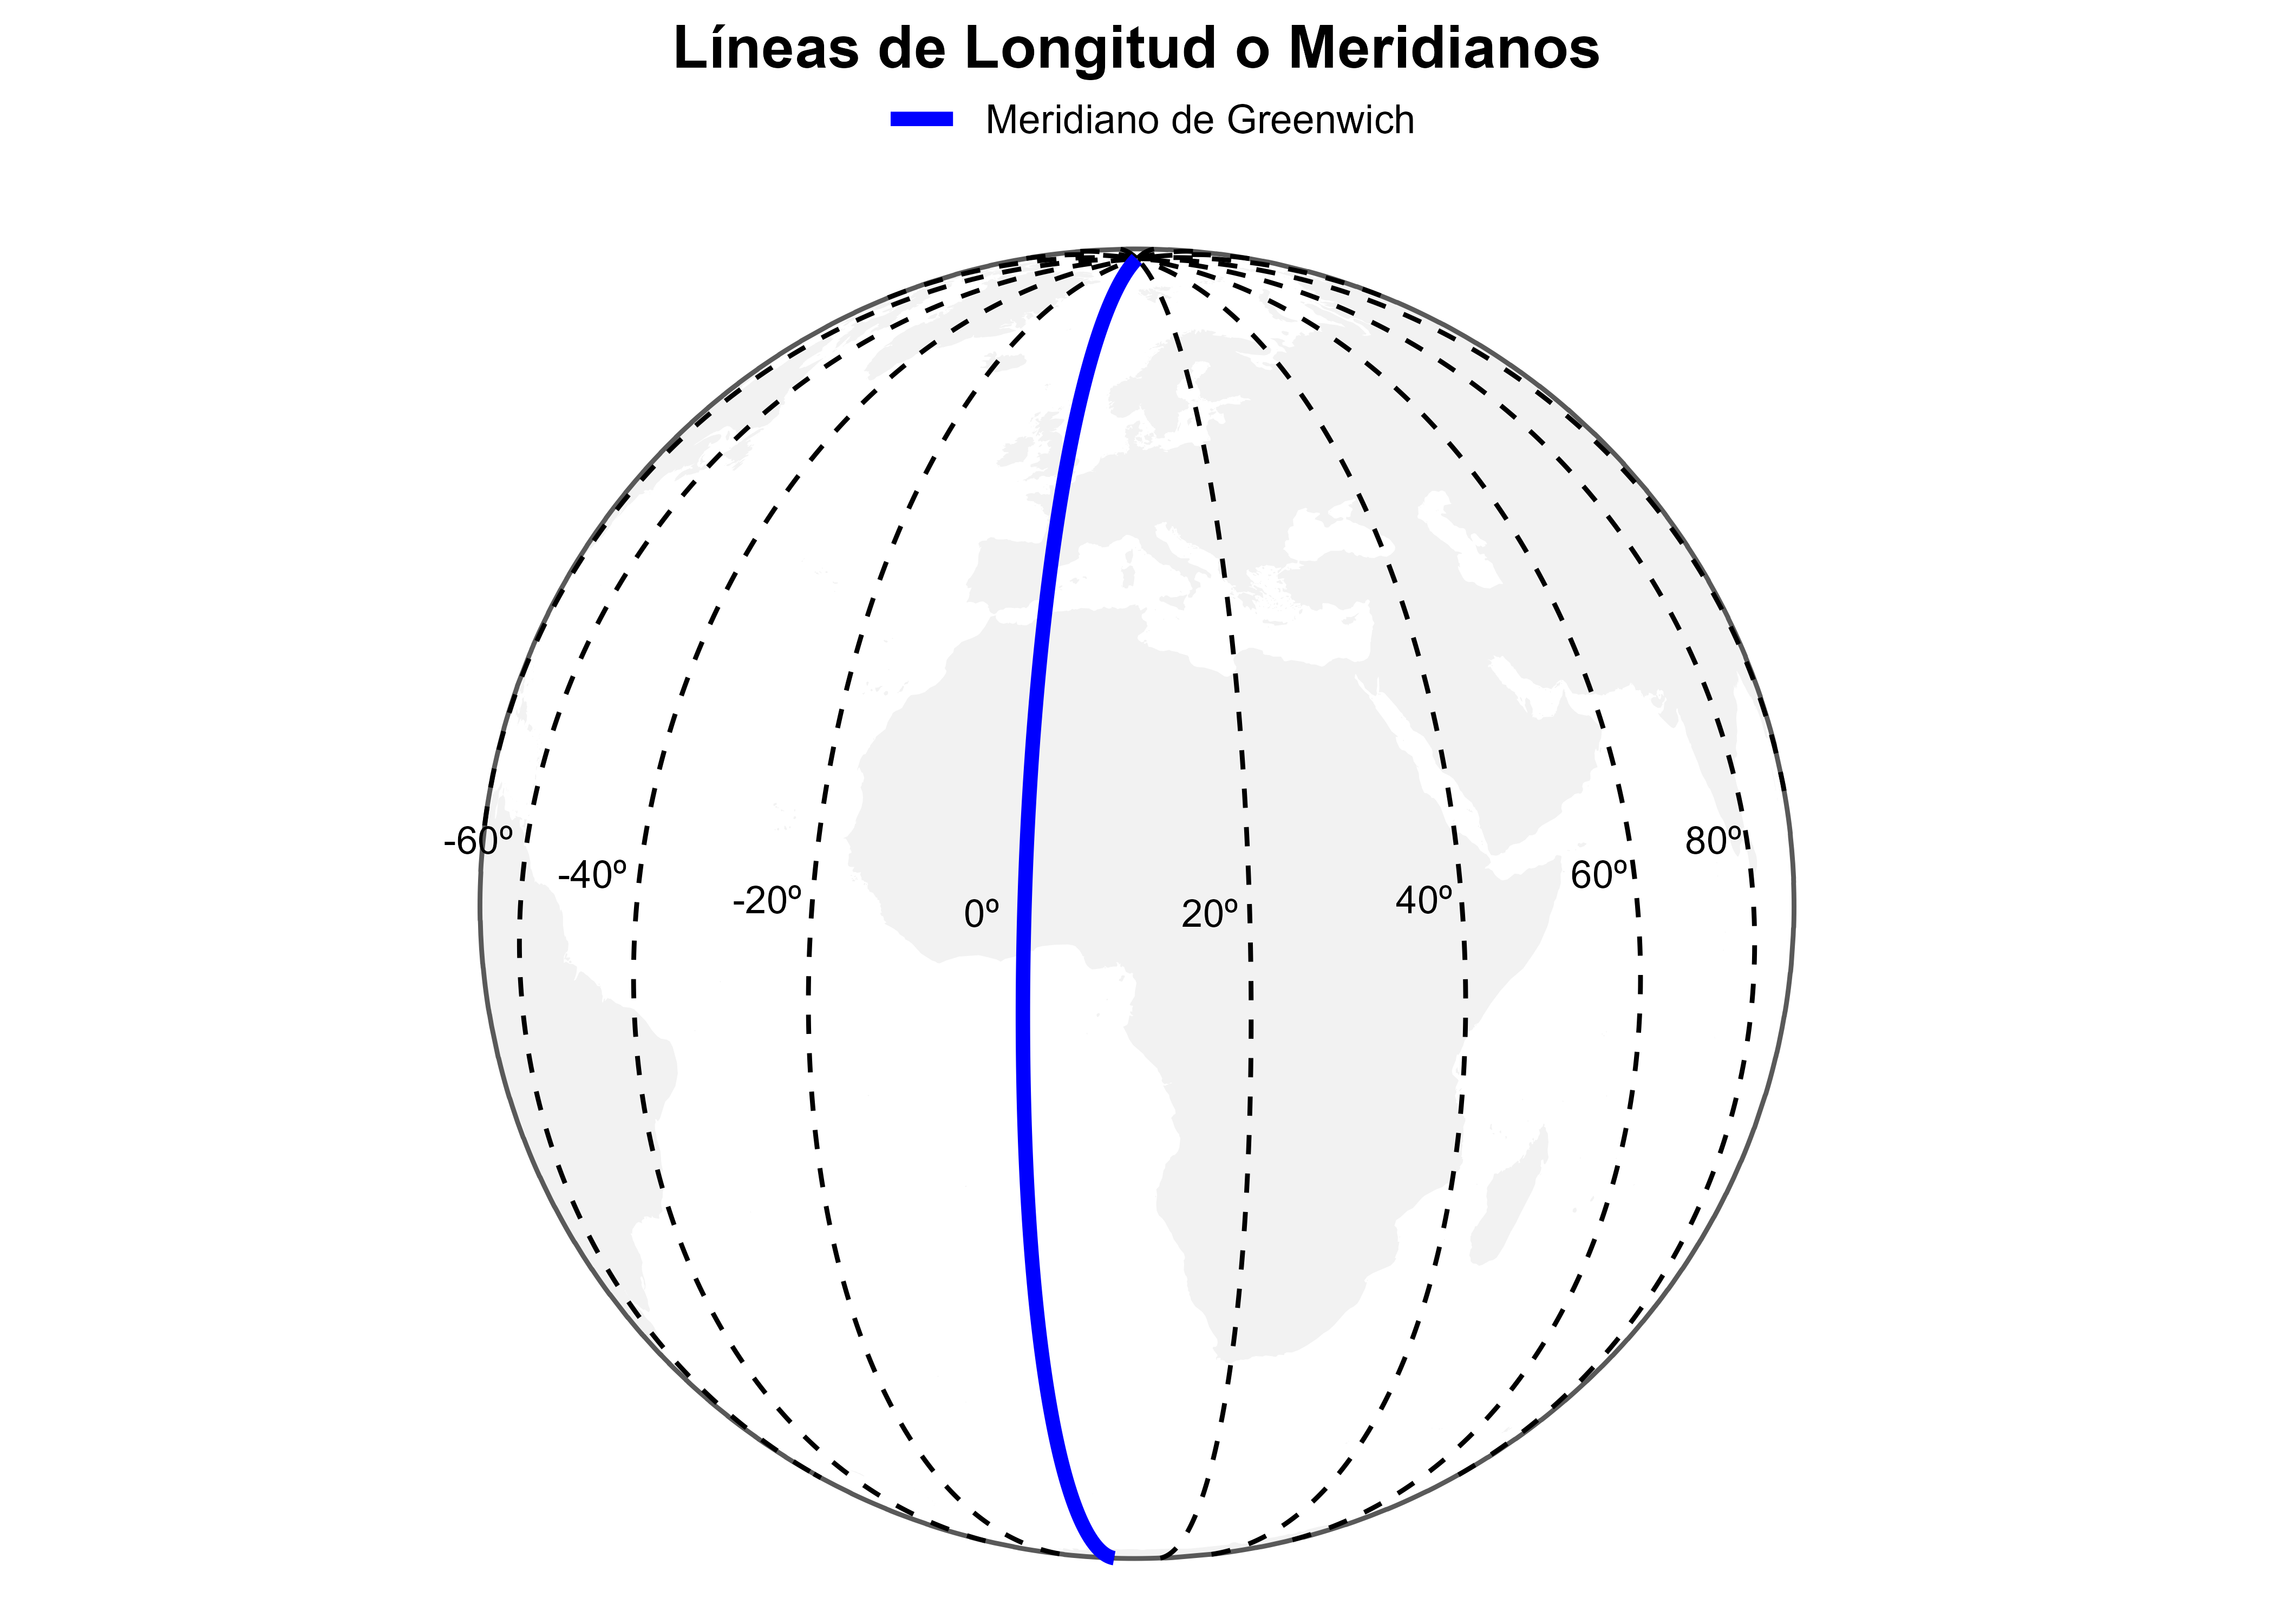 Líneas de Longitud o Meridianos
Meridiano de Greenwich
-60º
-40º
-20º
0º
20º
40º
60º
80º